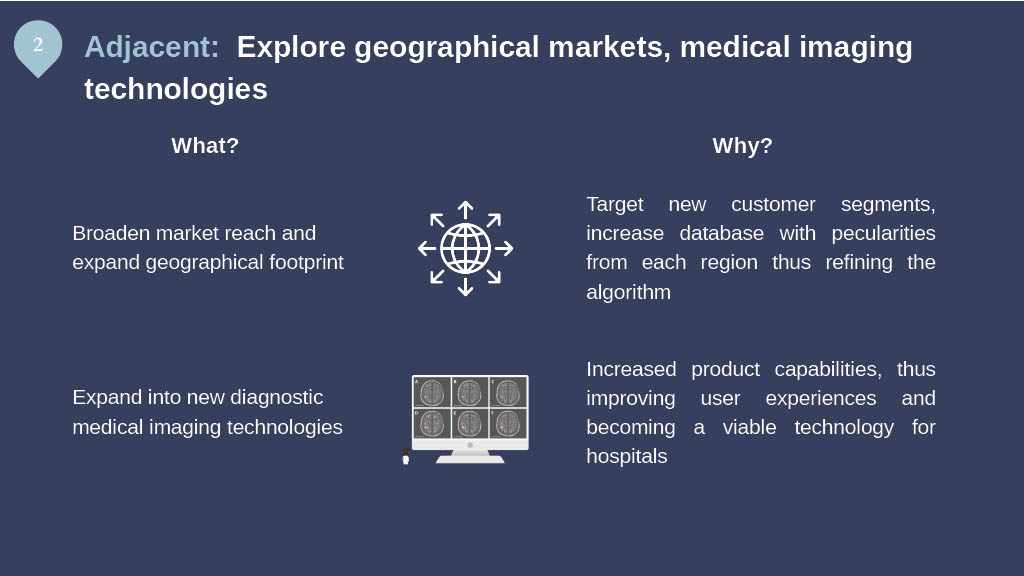 2
Adjacent: Explore geographical markets, medical imaging
technologies
What?
Why?
Broaden market reach and
expand geographical footprint
Target new customer segments,
increase database with pecularities
from each region thus refining the
algorithm
Expand into new diagnostic
medical imaging technologies
A B C
D E F
Increased product capabilities, thus
improving user experiences and
becoming a viable technology for
hospitals